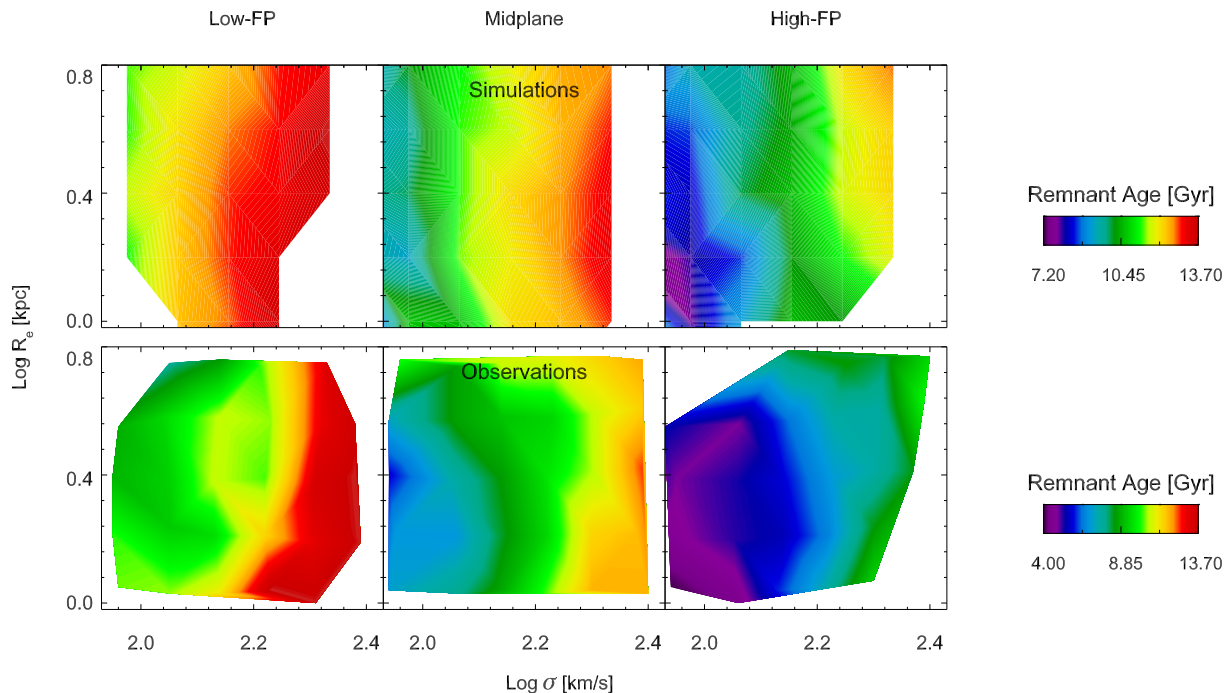 Low-FP Midplane High-FP
0.8
Simulations
0.4
0.0
Remnant Age [Gyr]
7.20 10.45 13.70
Log R_e [kpc]
0.8
Observations
0.4
0.0
Remnant Age [Gyr]
4.00 8.85 13.70
2.0 2.2 2.4 2.0 2.2 2.4 2.0 2.2 2.4
Log σ [km/s]